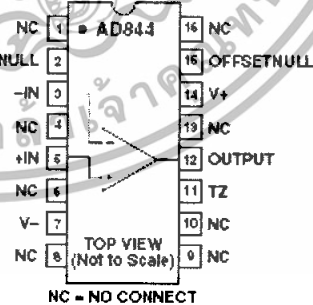 NC 1 AD844 16 NC
NULL 2 15 OFFSETNULL
-IN 3 14 V+
NC 4 13 NC
+IN 5 12 OUTPUT
NC 6 11 TZ
V- 7 10 NC
NC 8 TOP VIEW 9 NC
(Not to Scale)
NC = NO CONNECT